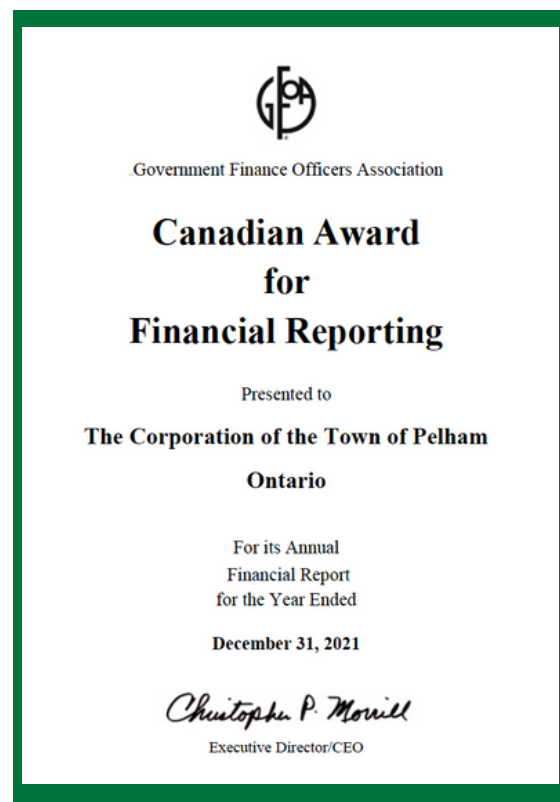 GFOA
Government Finance Officers Association
Canadian Award
for
Financial Reporting
Presented to
The Corporation of the Town of Pelham
Ontario
For its Annual
Financial Report
for the Year Ended
December 31, 2021
Christopher P. Morrill
Executive Director/CEO